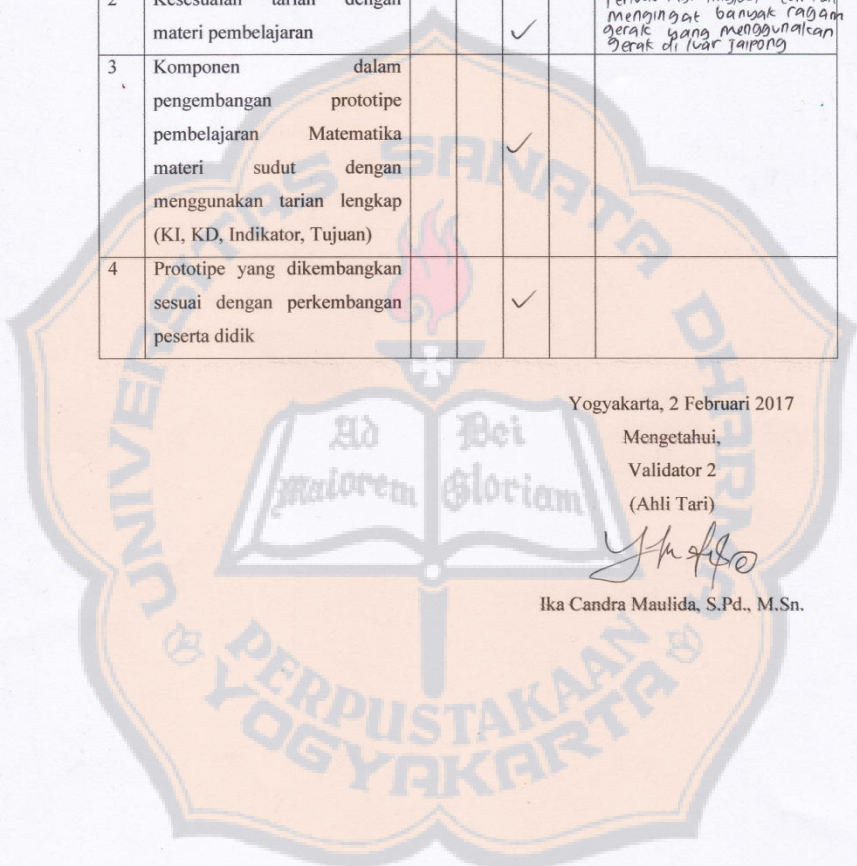 2 Kesesuaian tarian dengan
materi pembelajaran ✓
mengingat banyak ragam
gerak yang menggunakan
gerak di luar Jaipong
3 Komponen dalam
pengembangan prototipe
pembelajaran Matematika ✓
materi sudut dengan
menggunakan tarian lengkap
(KI, KD, Indikator, Tujuan)
4 Prototipe yang dikembangkan
sesuai dengan perkembangan ✓
peserta didik
Yogyakarta, 2 Februari 2017
Mengetahui,
Validator 2
(Ahli Tari)
Ika Candra Maulida, S.Pd., M.Sn.
UNIVERSITAS SANATA DHARMA
Ad Dei
maiorem Gloriam
PERPUSTAKAAN
YOGYAKARTA